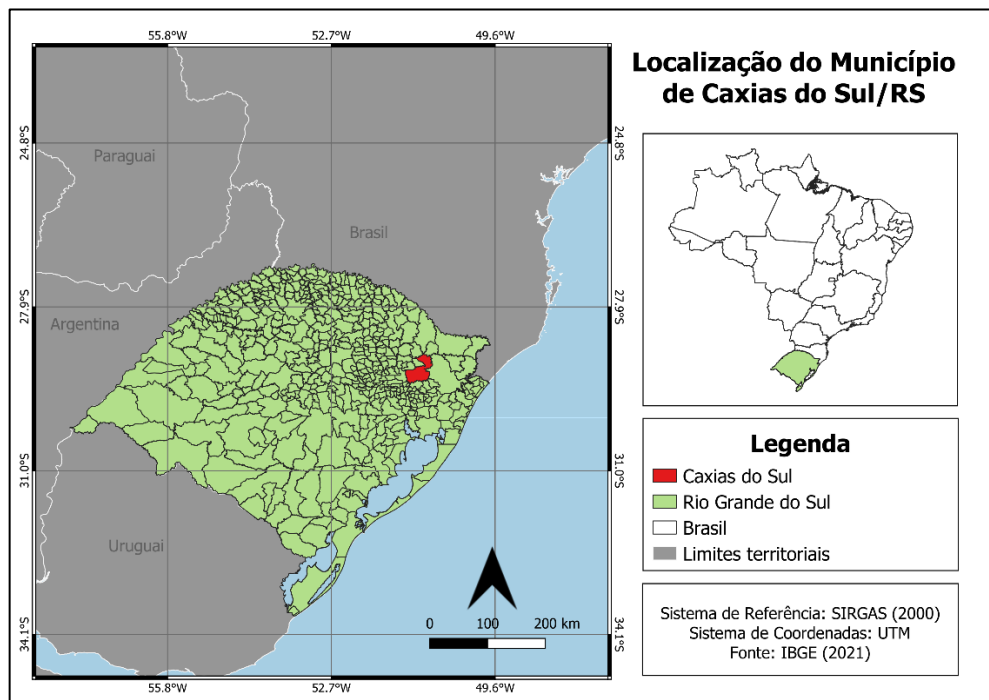 55.8°W
52.7°W
49.6°W
24.8°S
24.8°S
Paraguai
Brasil
27.9°S
27.9°S
Argentina
31.0°S
31.0°S
Uruguai
0 100 200 km
34.1°S
34.1°S
55.8°W
52.7°W
49.6°W
Localização do Município
de Caxias do Sul/RS
Legenda
Caxias do Sul
Rio Grande do Sul
Brasil
Limites territoriais
Sistema de Referência: SIRGAS (2000)
Sistema de Coordenadas: UTM
Fonte: IBGE (2021)